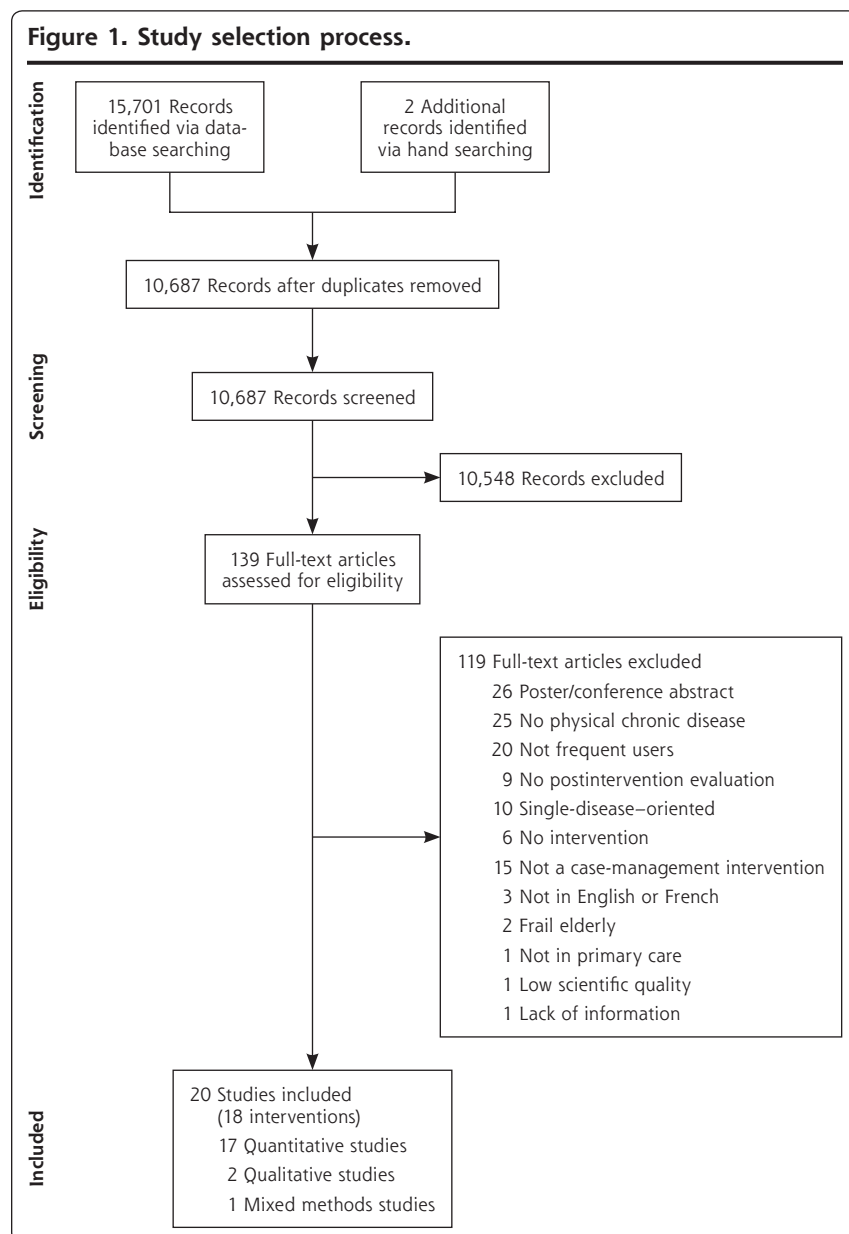 Figure 1. Study selection process.
Identification
15,701 Records
identified via data-
base searching
2 Additional
records identified
via hand searching
10,687 Records after duplicates removed
Screening
10,687 Records screened
10,548 Records excluded
Eligibility
139 Full-text articles
assessed for eligibility
119 Full-text articles excluded
26 Poster/conference abstract
25 No physical chronic disease
20 Not frequent users
9 No postintervention evaluation
10 Single-disease–oriented
6 No intervention
15 Not a case-management intervention
3 Not in English or French
2 Frail elderly
1 Not in primary care
1 Low scientific quality
1 Lack of information
Included
20 Studies included
(18 interventions)
17 Quantitative studies
2 Qualitative studies
1 Mixed methods studies